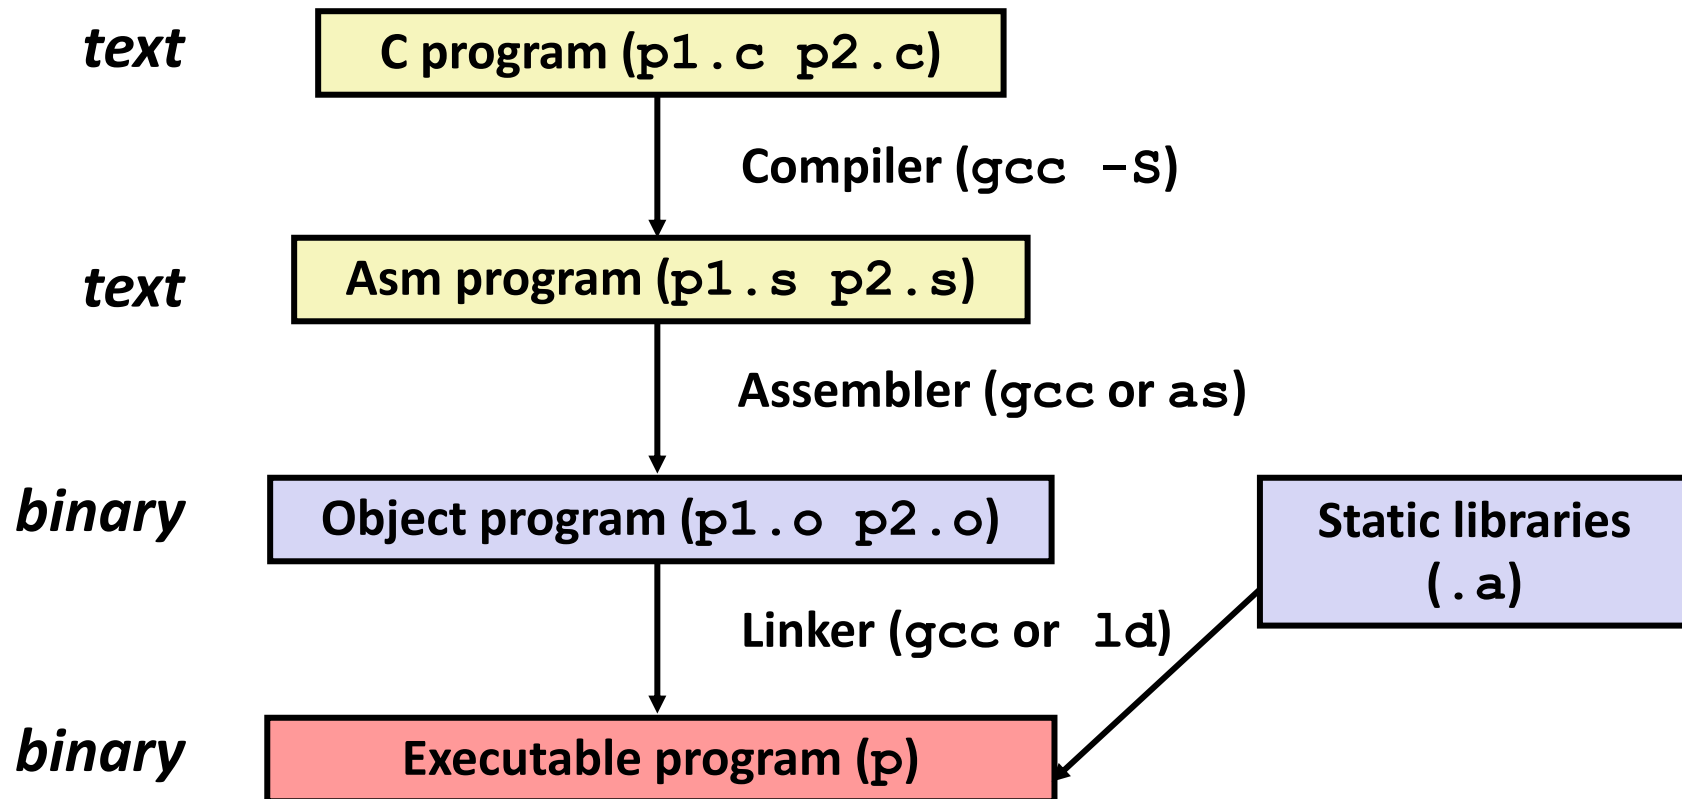 text
C program (p1.c p2.c)
Compiler (gcc -S)
text
Asm program (p1.s p2.s)
Assembler (gcc or as)
binary
Object program (p1.o p2.o)
Static libraries
(.a)
Linker (gcc or ld)
binary
Executable program (p)